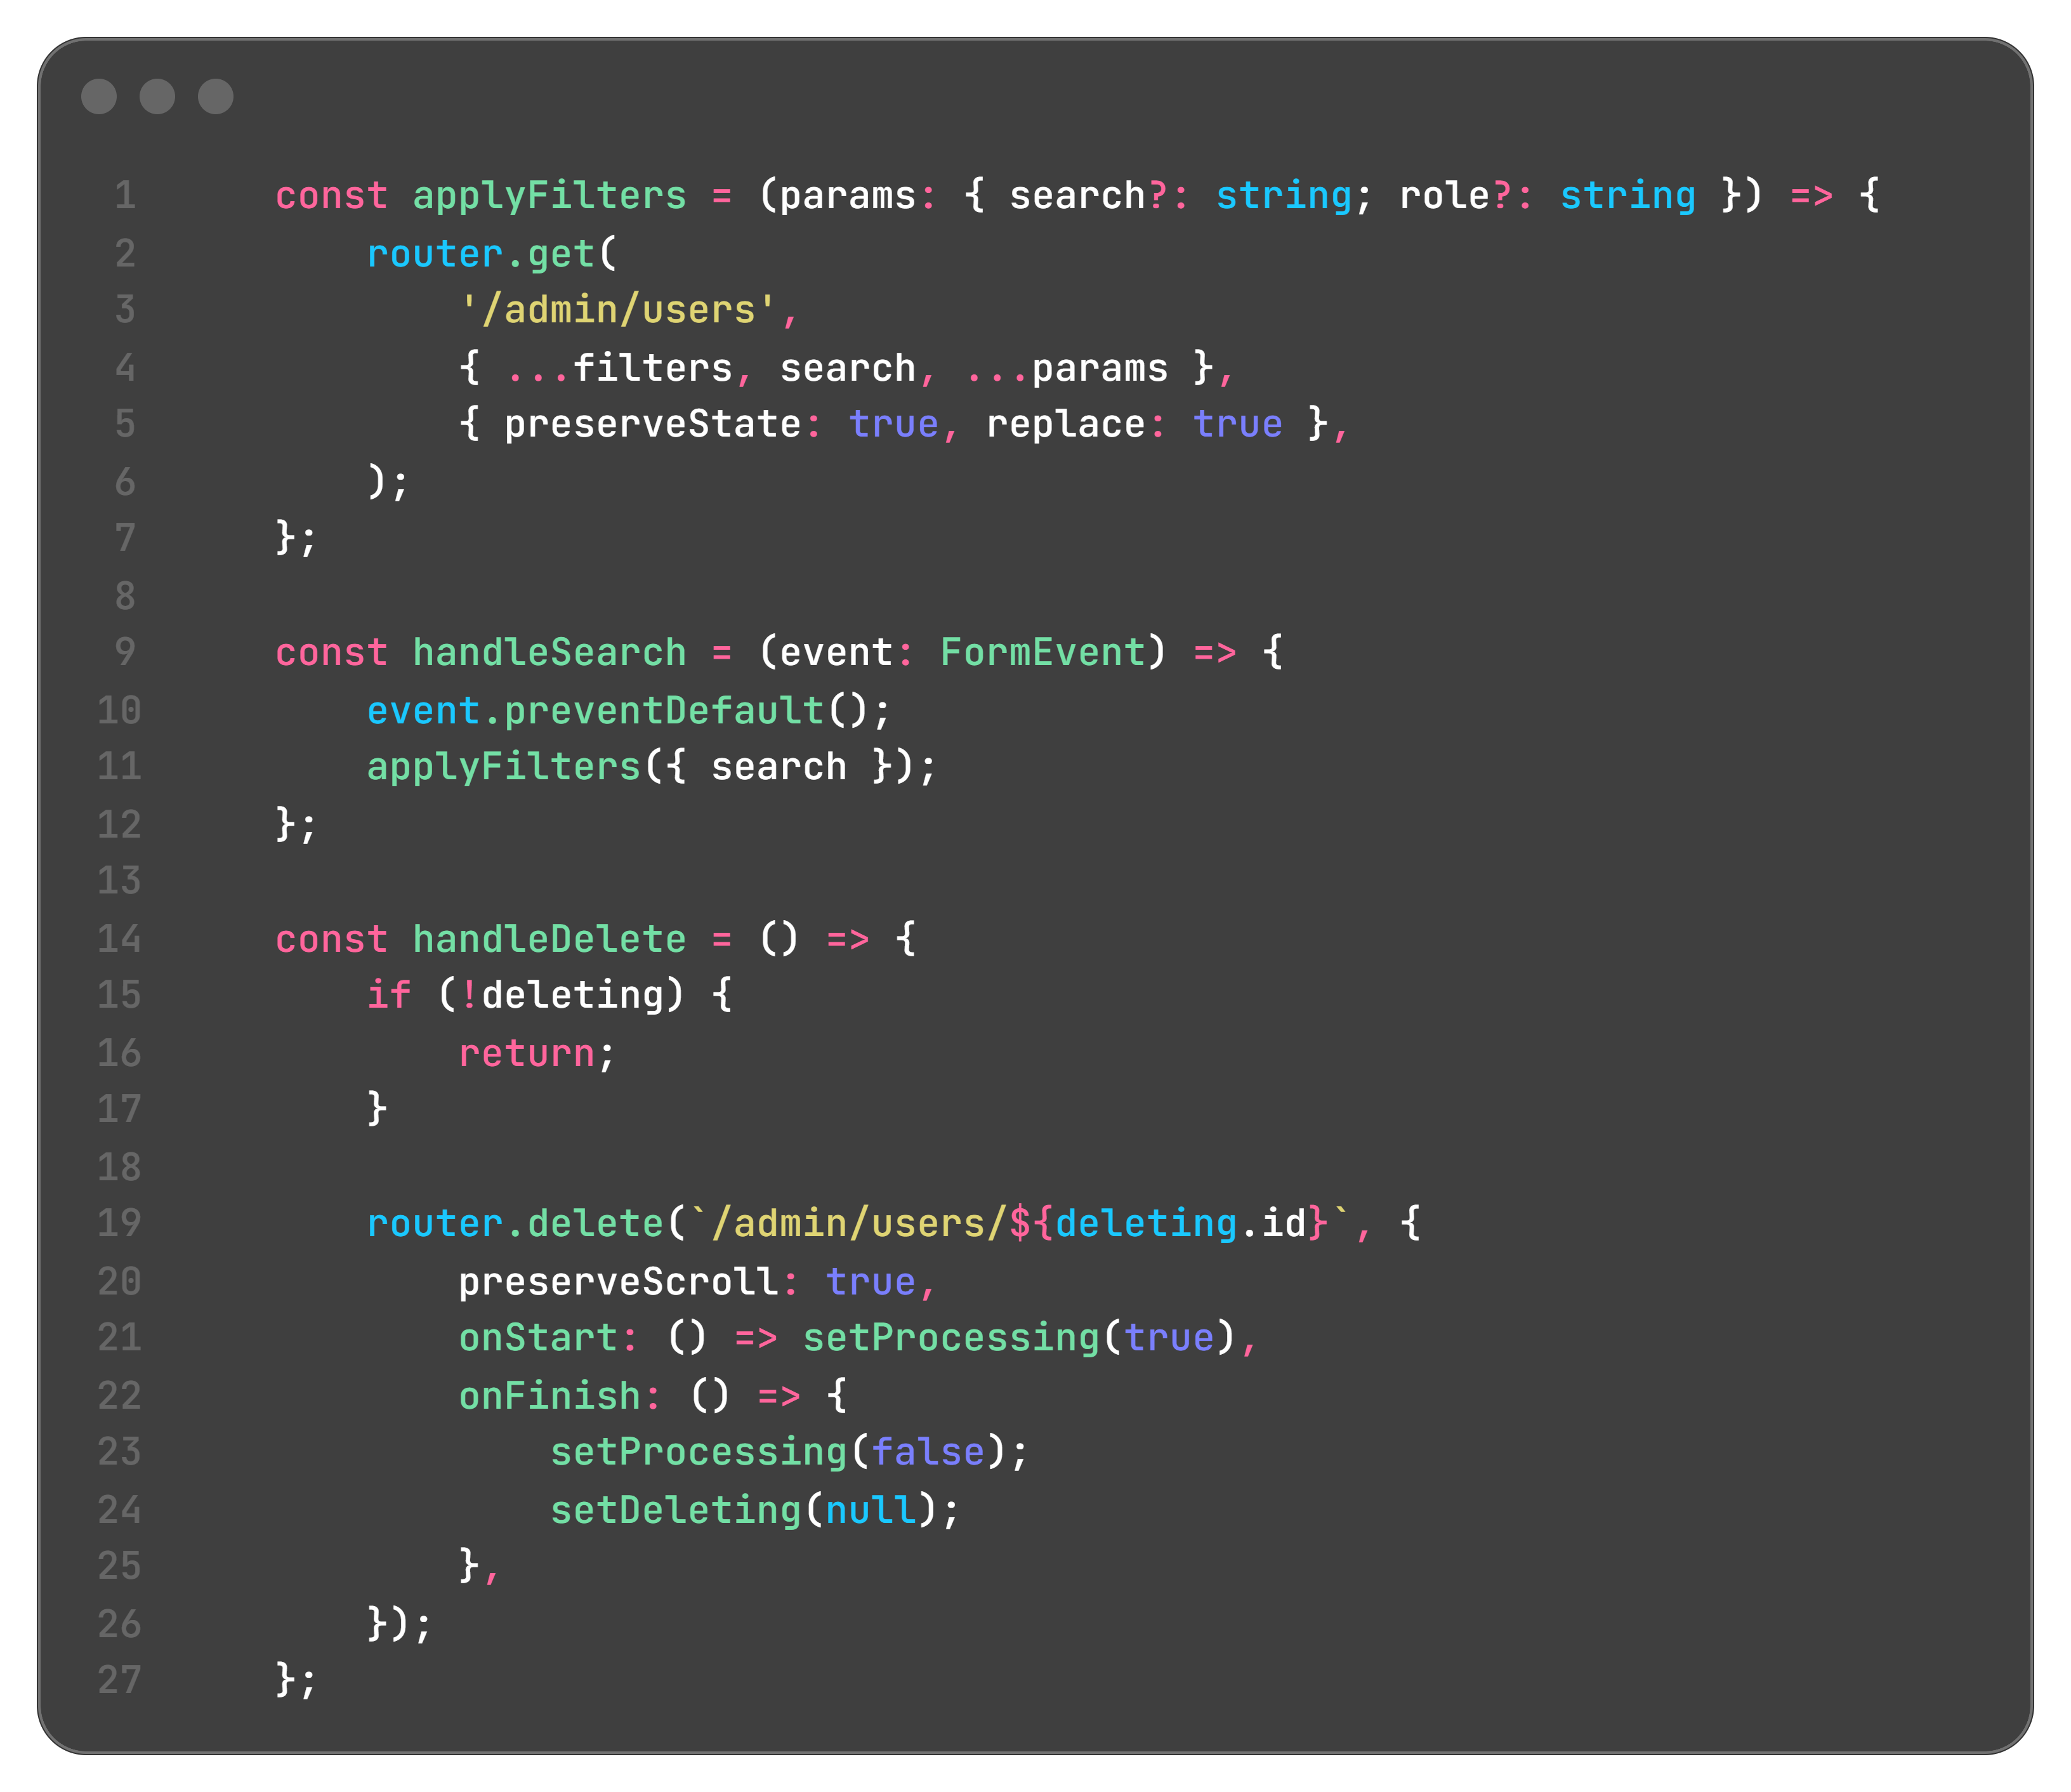 1 const applyFilters = (params: { search?: string; role?: string }) => {
2 router.get(
3 '/admin/users',
4 { ...filters, search, ...params },
5 { preserveState: true, replace: true },
6 );
7 };
8
9 const handleSearch = (event: FormEvent) => {
10 event.preventDefault();
11 applyFilters({ search });
12 };
13
14 const handleDelete = () => {
15 if (!deleting) {
16 return;
17 }
18
19 router.delete(`/admin/users/${deleting.id}`, {
20 preserveScroll: true,
21 onStart: () => setProcessing(true),
22 onFinish: () => {
23 setProcessing(false);
24 setDeleting(null);
25 },
26 });
27 };